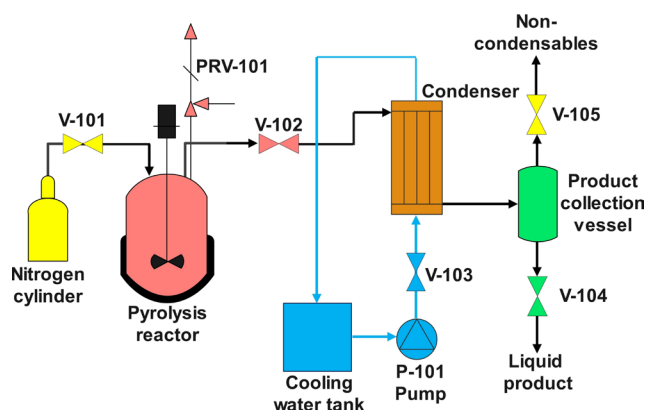 Non-
condensables
PRV-101
Condenser
V-101
V-102
V-105
Product
collection
vessel
Nitrogen
cylinder
V-103
V-104
Pyrolysis
reactor
Cooling
water tank
P-101
Pump
Liquid
product